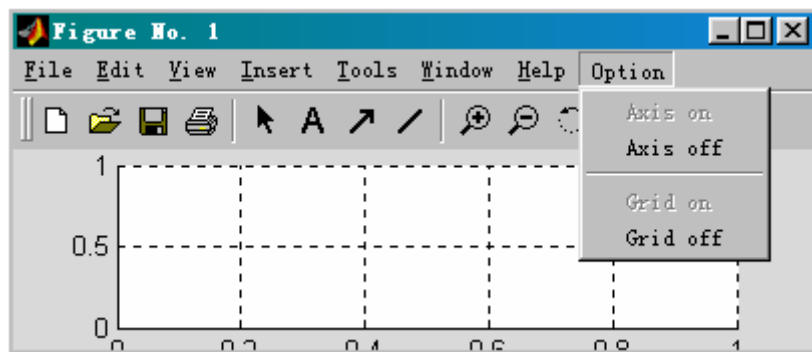 Figure No. 1
File Edit View Insert Tools Window Help Option
Axis on
Axis off
Grid on
Grid off
A
1
0.5
0